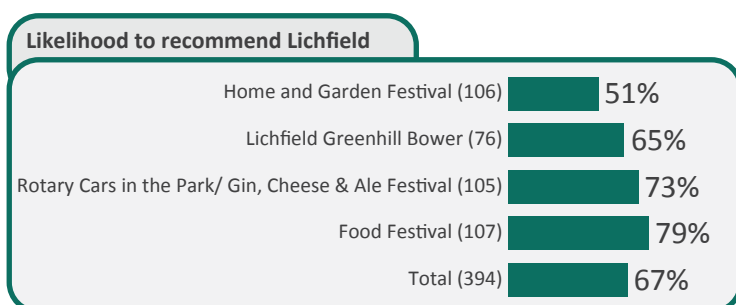 Likelihood to recommend Lichfield
Home and Garden Festival (106) 51%
Lichfield Greenhill Bower (76) 65%
Rotary Cars in the Park/ Gin, Cheese & Ale Festival (105) 73%
Food Festival (107) 79%
Total (394) 67%